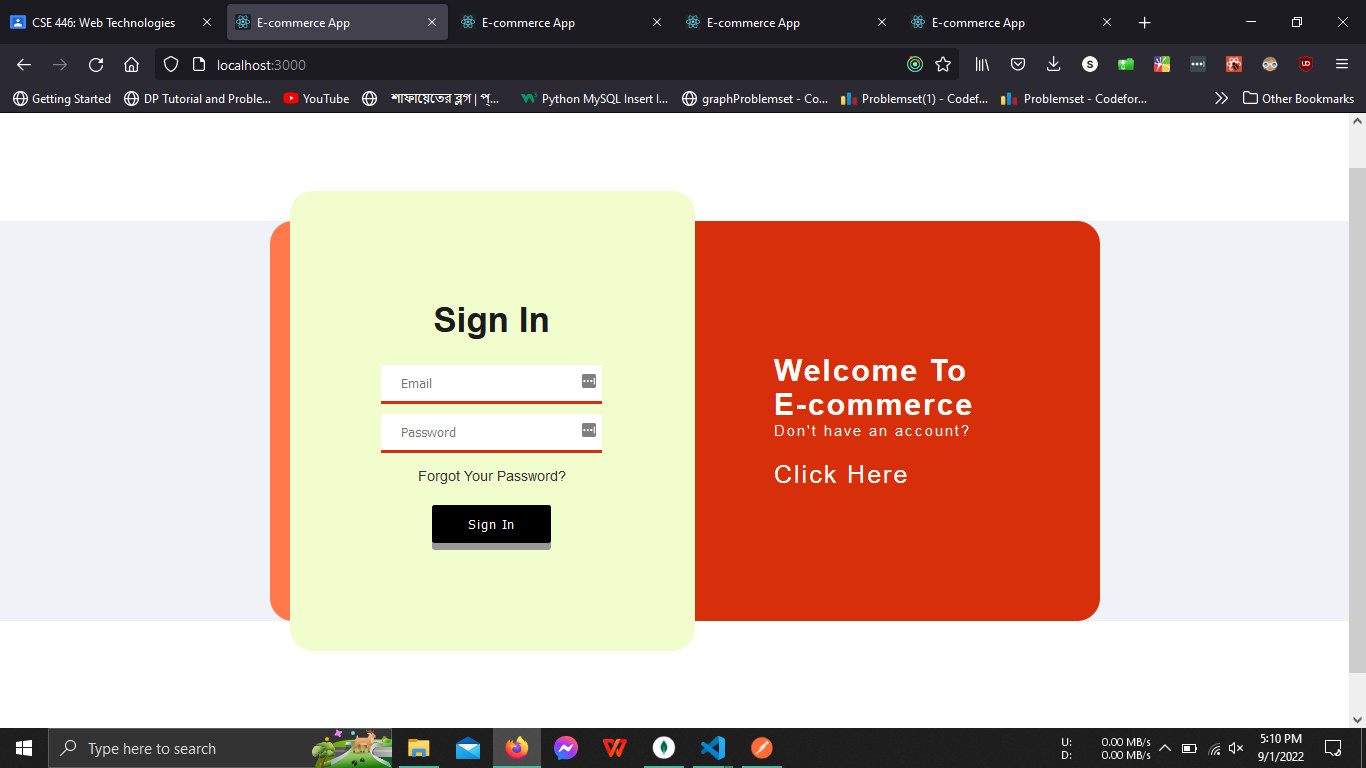 CSE 446: Web Technologies
E-commerce App
E-commerce App
E-commerce App
E-commerce App
localhost:3000
S
UD
Getting Started
DP Tutorial and Proble...
YouTube
শাফায়েতের ব্লগ | প্...
Python MySQL Insert I...
graphProblemset - Co...
Problemset(1) - Codef...
Problemset - Codefor...
Other Bookmarks
Sign In
Email
Password
Forgot Your Password?
Sign In
Welcome To
E-commerce
Don't have an account?
Click Here
Type here to search
U: 0.00 MB/s
D: 0.00 MB/s
5:10 PM
9/1/2022